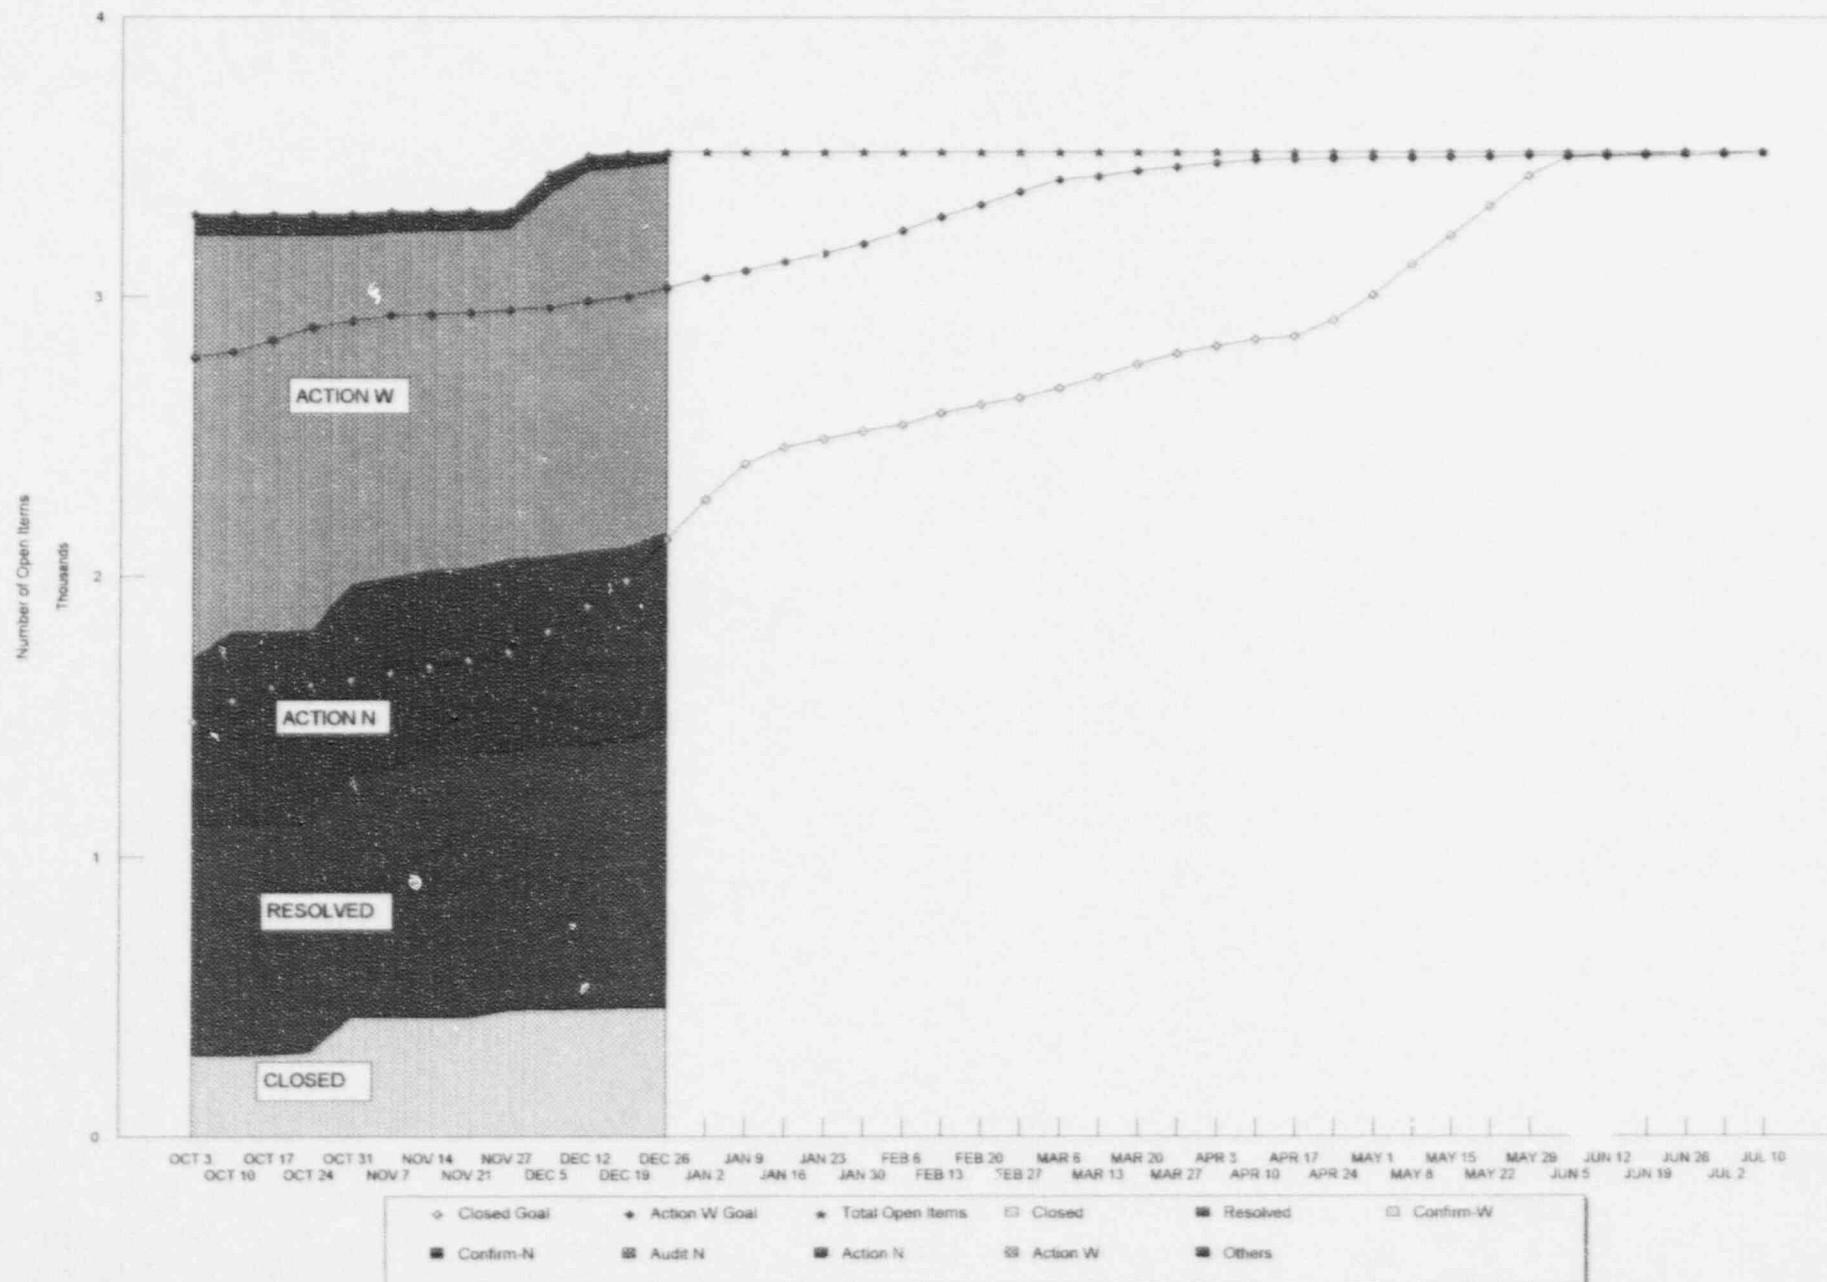 4
3
2
1
0
Number of Open Items
Thousands
ACTION W
ACTION N
RESOLVED
CLOSED
OCT 3 OCT 17 OCT 31 NOV 14 NOV 27 DEC 12 DEC 26 JAN 9 JAN 23 FEB 6 FEB 20 MAR 6 MAR 20 APR 3 APR 17 MAY 1 MAY 15 MAY 29 JUN 12 JUN 26 JUL 10
OCT 10 OCT 24 NOV 7 NOV 21 DEC 5 DEC 19 JAN 2 JAN 16 JAN 30 FEB 13 FEB 27 MAR 13 MAR 27 APR 10 APR 24 MAY 8 MAY 22 JUN 5 JUN 19 JUL 2
Closed Goal Action W Goal Total Open Items Closed Resolved Confirm-W
Confirm-N Audit N Action N Action W Others